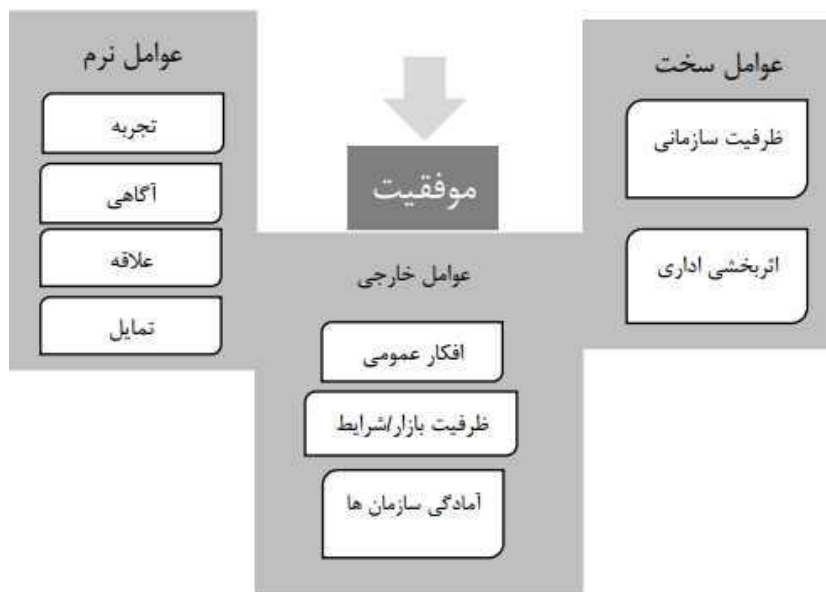 عوامل سخت
ظرفیت سازمانی
اثربخشی اداری
موفقیت
عوامل خارجی
افکار عمومی
ظرفیت بازار/شرایط
آمادگی سازمان ها
عوامل نرم
تجربه
آگاهی
علاقه
تمایل